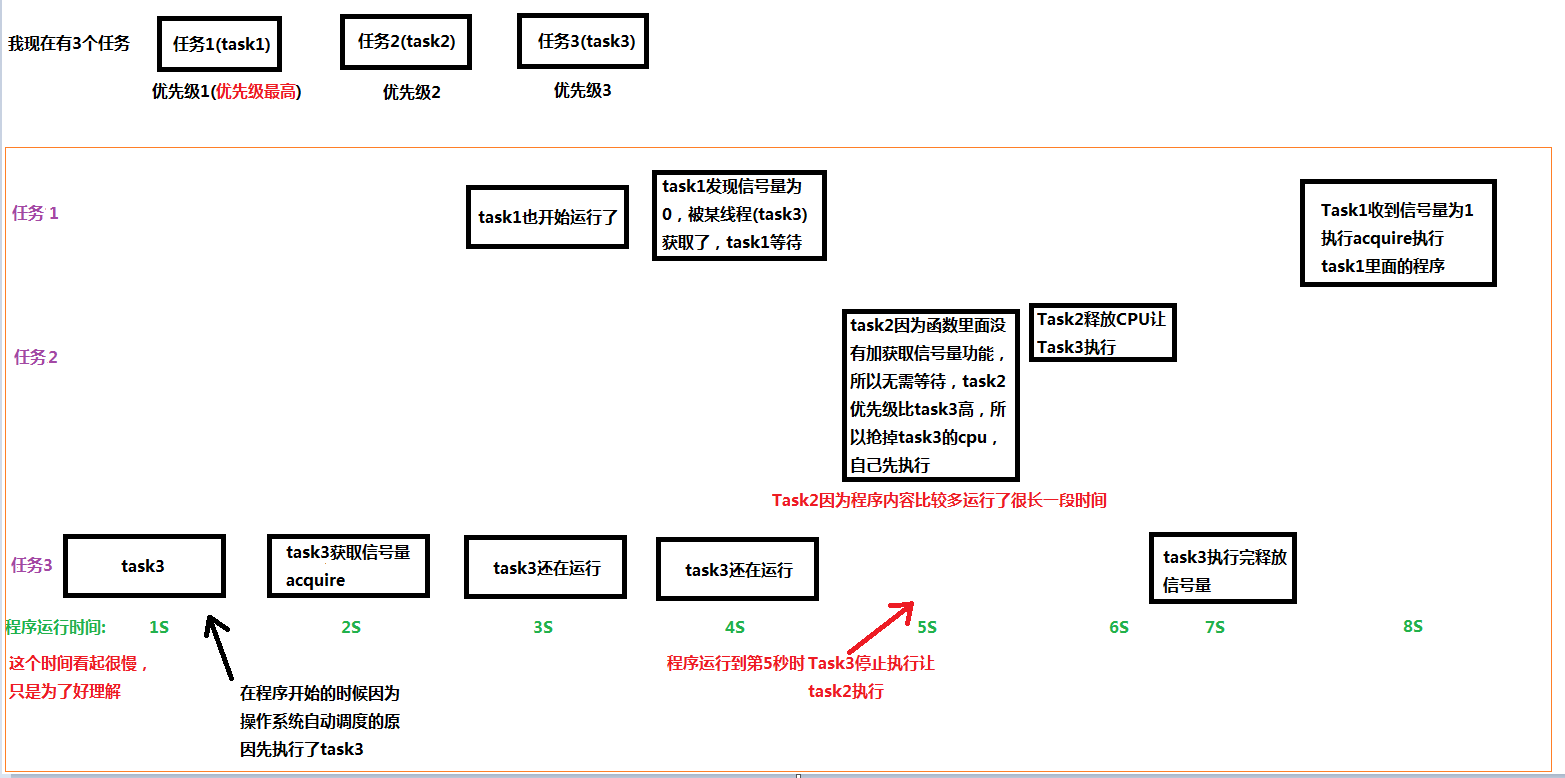 我现在有3个任务
任务1(task1)
任务2(task2)
任务3(task3)
优先级1(优先级最高)
优先级2
优先级3
任务 1
task1也开始运行了
task1发现信号量为
0，被某线程(task3)
获取了，task1等待
Task1收到信号量为1
执行acquire执行
task1里面的程序
任务2
task2因为函数里面没
有加获取信号量功能，
所以无需等待，task2
优先级比task3高，所
以抢掉task3的cpu，
自己先执行
Task2释放CPU让
Task3执行
Task2因为程序内容比较多运行了很长一段时间
任务3
task3
task3获取信号量
acquire
task3还在运行
task3还在运行
task3执行完释放
信号量
程序运行时间:
1S
2S
3S
4S
5S
6S
7S
8S
这个时间看起很慢，
只是为了好理解
在程序开始的时候因为
操作系统自动调度的原
因先执行了task3
程序运行到第5秒时 Task3停止执行让
task2执行